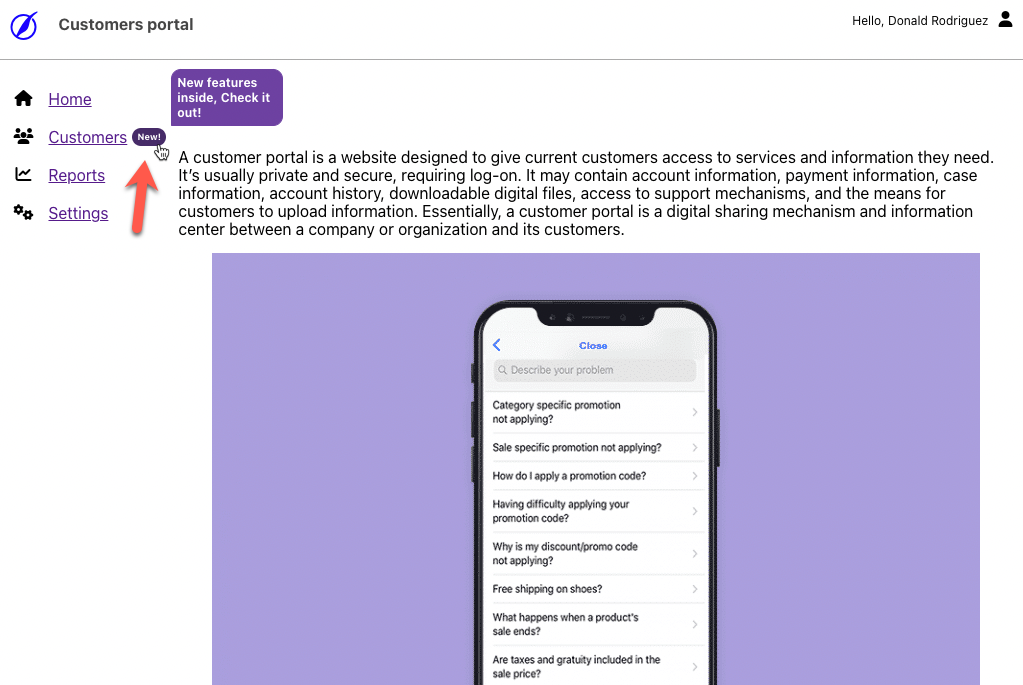 Customers portal
Hello, Donald Rodriguez
New features
inside, Check it
out!
Home
Customers New!
Reports
Settings
A customer portal is a website designed to give current customers access to services and information they need.
It’s usually private and secure, requiring log-on. It may contain account information, payment information, case
information, account history, downloadable digital files, access to support mechanisms, and the means for
customers to upload information. Essentially, a customer portal is a digital sharing mechanism and information
center between a company or organization and its customers.
Close
Describe your problem
Category specific promotion
not applying?
Sale specific promotion not applying?
How do I apply a promotion code?
Having difficulty applying your
promotion code?
Why is my discount/promo code
not applying?
Free shipping on shoes?
What happens when a product's
sale ends?
Are taxes and gratuity included in the
sale price?